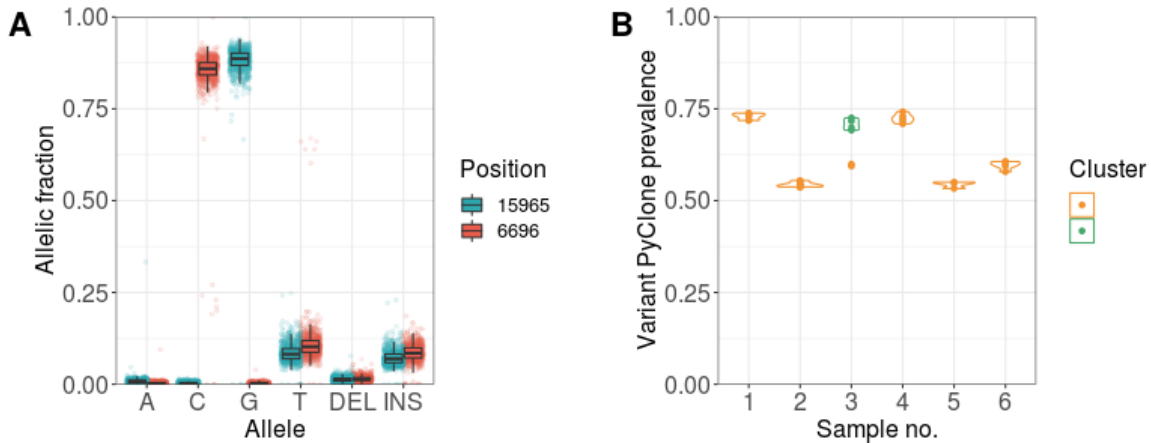 A
Allelic fraction
1.00
0.75
0.50
0.25
0.00
A C G T DEL INS
Allele
Position
15965
6696
B
Variant PyClone prevalence
1.00
0.75
0.50
0.25
0.00
1 2 3 4 5 6
Sample no.
Cluster